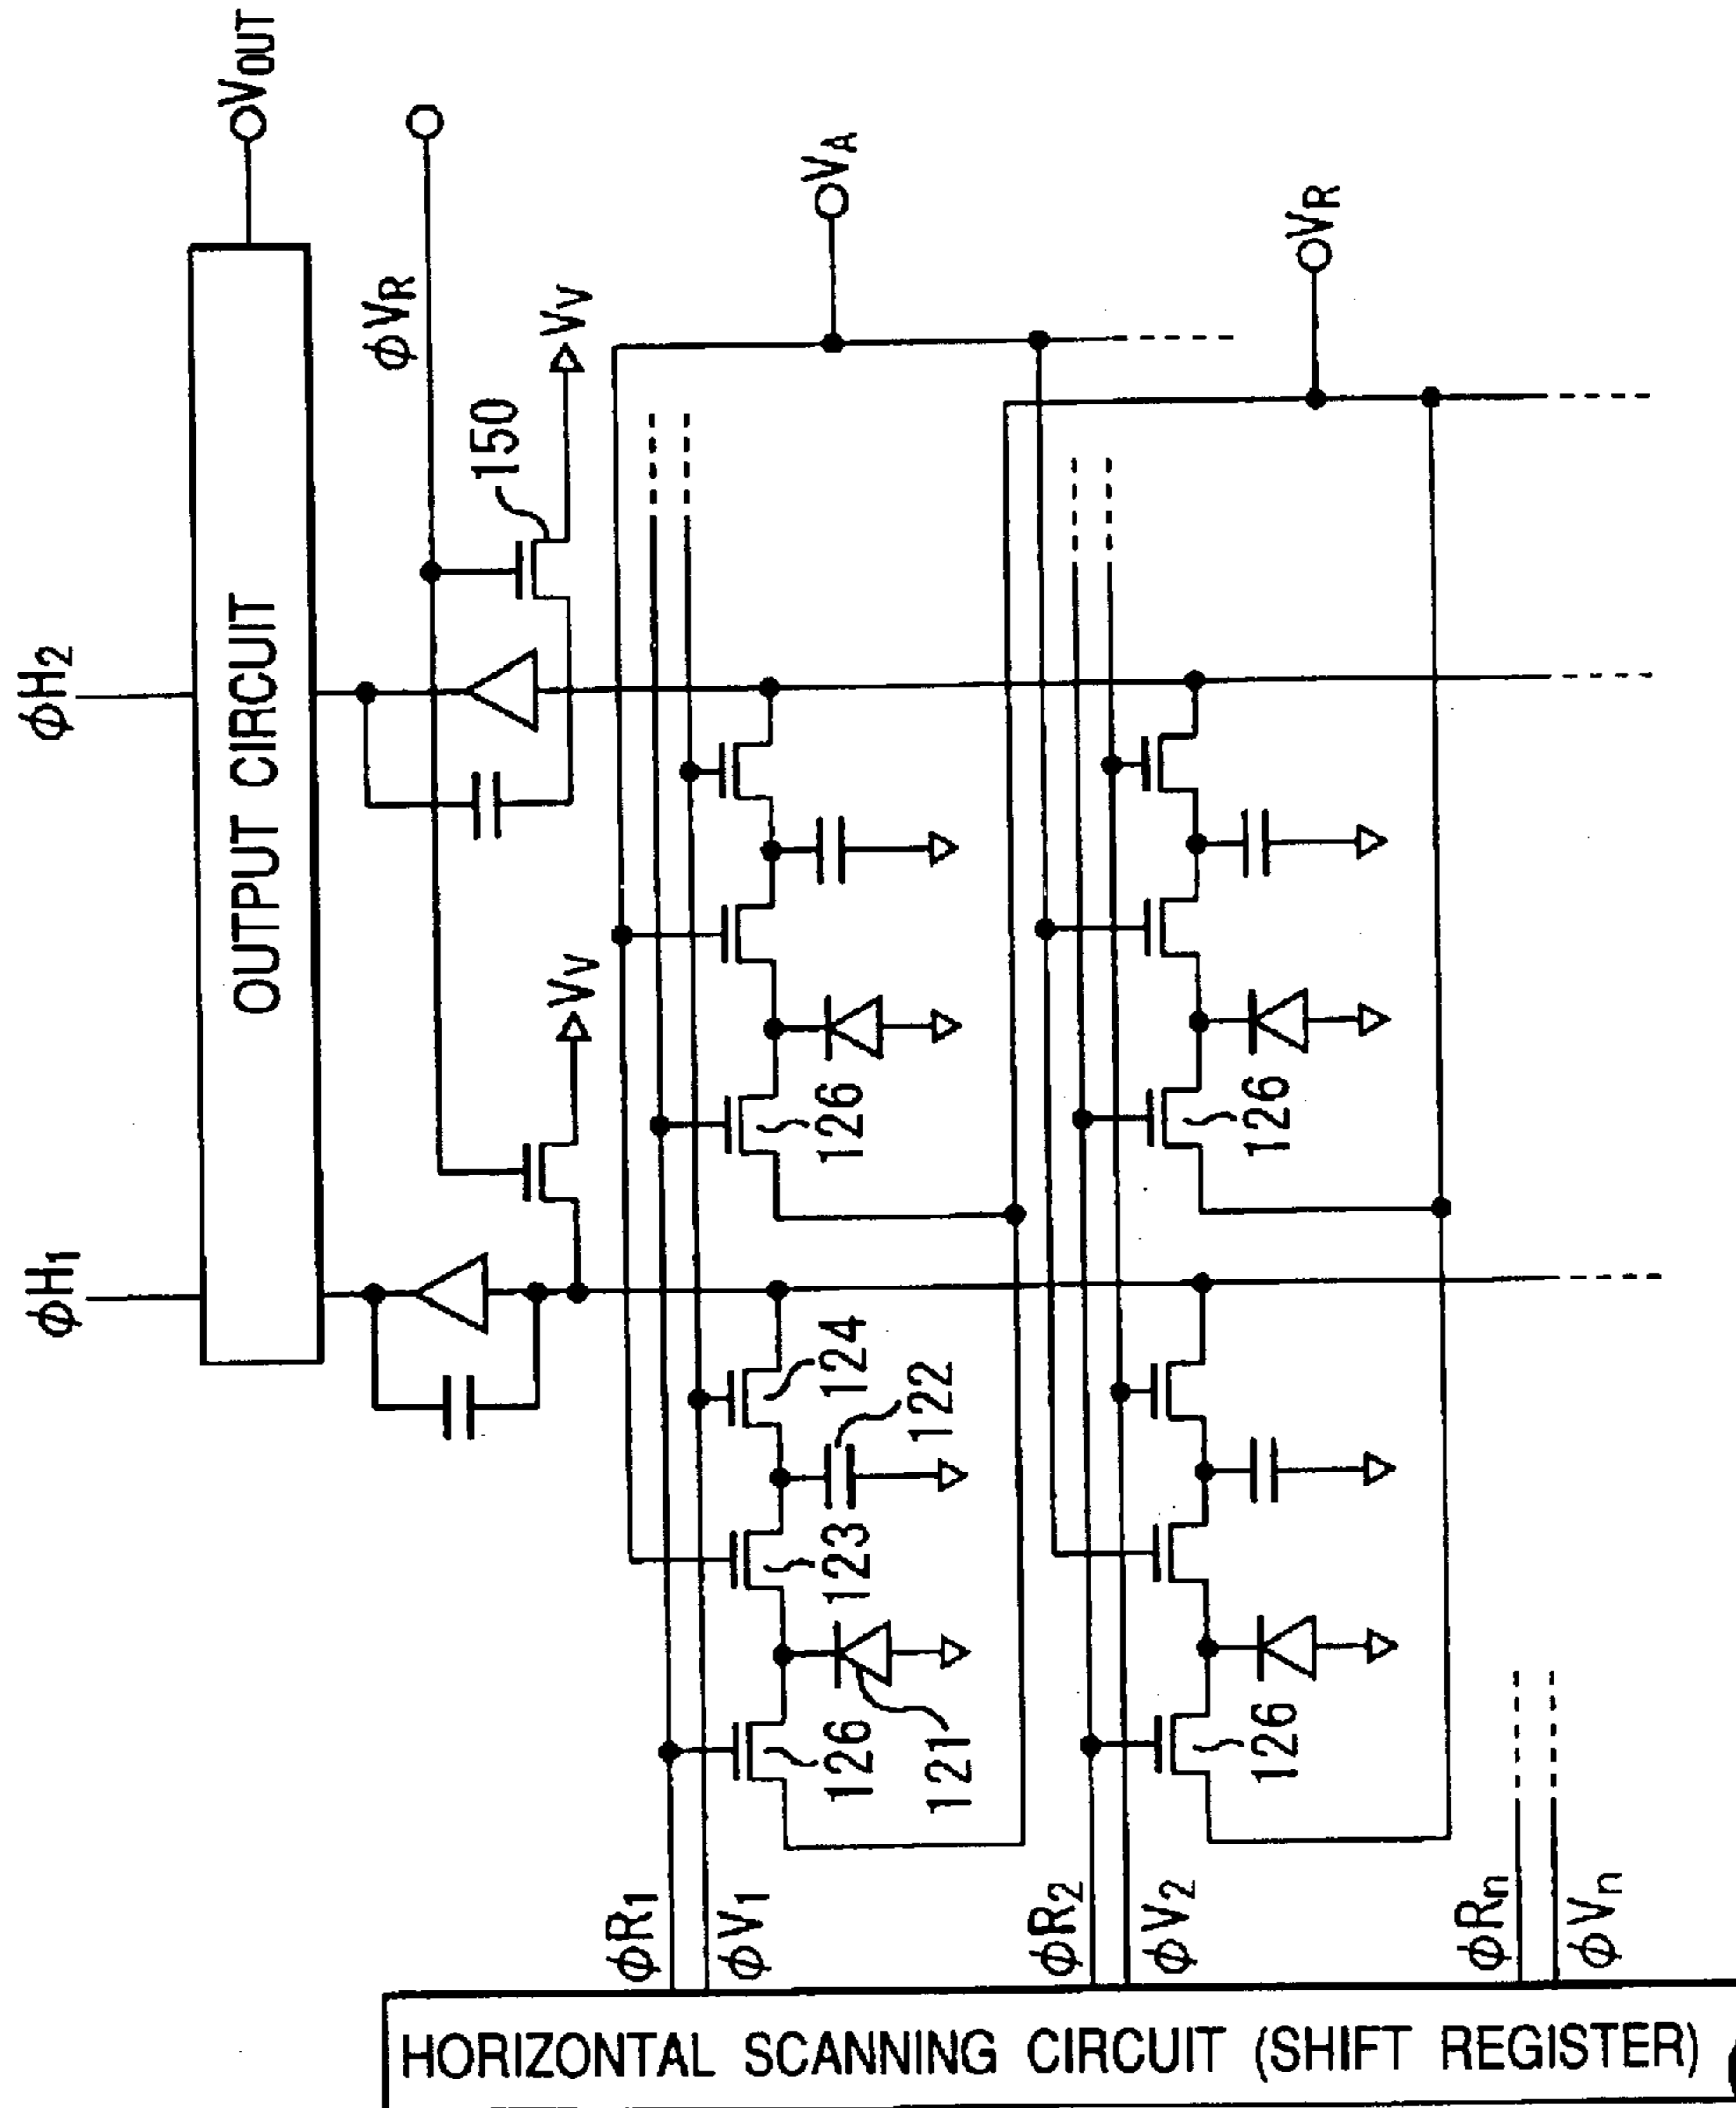 φH1
φH2
OUTPUT CIRCUIT
VOUT
φVR
150
VV
VV
VA
124
122
123
126
121
126
VR
126
126
φR1
φV1
φR2
φV2
φRn
φVn
HORIZONTAL SCANNING CIRCUIT (SHIFT REGISTER)